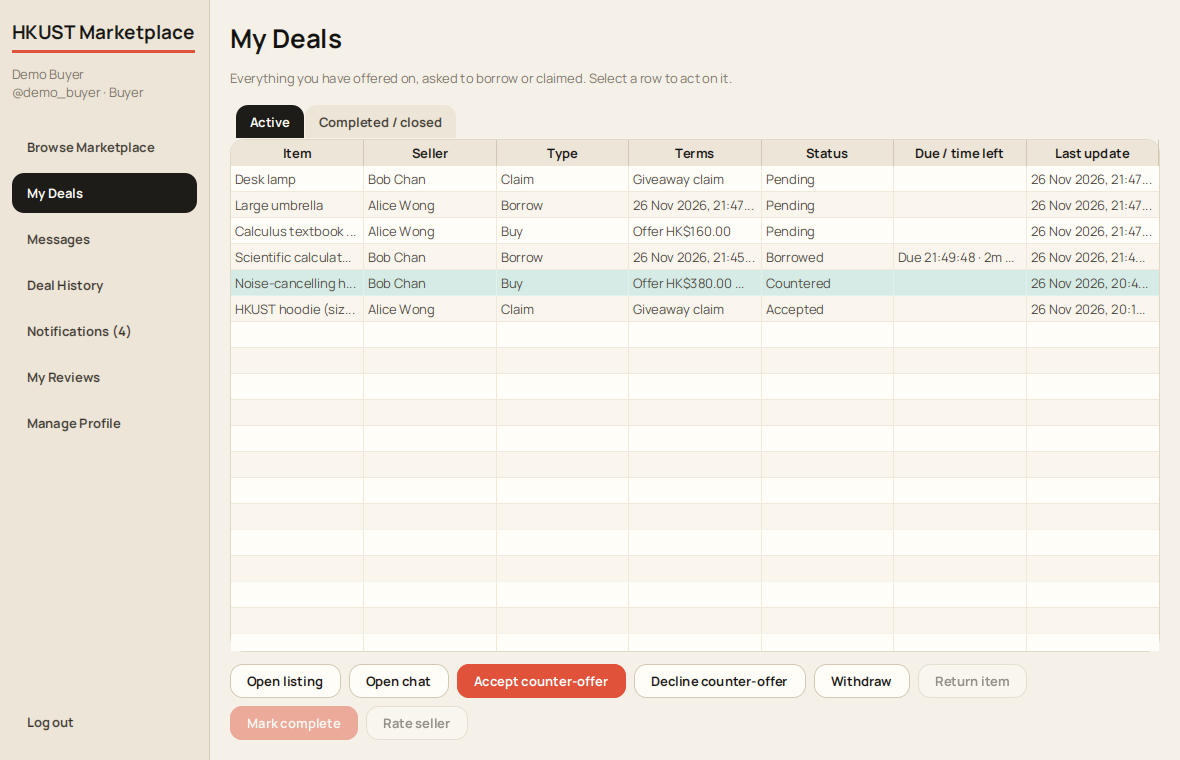 HKUST Marketplace
Demo Buyer
@demo_buyer · Buyer
Browse Marketplace
My Deals
Messages
Deal History
Notifications (4)
My Reviews
Manage Profile
Log out
My Deals
Everything you have offered on, asked to borrow or claimed. Select a row to act on it.
Active Completed / closed
Item Seller Type Terms Status Due / time left Last update
Desk lamp Bob Chan Claim Giveaway claim Pending 26 Nov 2026, 21:47...
Large umbrella Alice Wong Borrow 26 Nov 2026, 21:47... Pending 26 Nov 2026, 21:47...
Calculus textbook ... Alice Wong Buy Offer HK$160.00 Pending 26 Nov 2026, 21:47...
Scientific calculat... Bob Chan Borrow 26 Nov 2026, 21:45... Borrowed Due 21:49:48 · 2m ... 26 Nov 2026, 21:4...
Noise-cancelling h... Bob Chan Buy Offer HK$380.00 ... Countered 26 Nov 2026, 20:4...
HKUST hoodie (siz... Alice Wong Claim Giveaway claim Accepted 26 Nov 2026, 20:1...
Open listing Open chat Accept counter-offer Decline counter-offer Withdraw Return item
Mark complete Rate seller